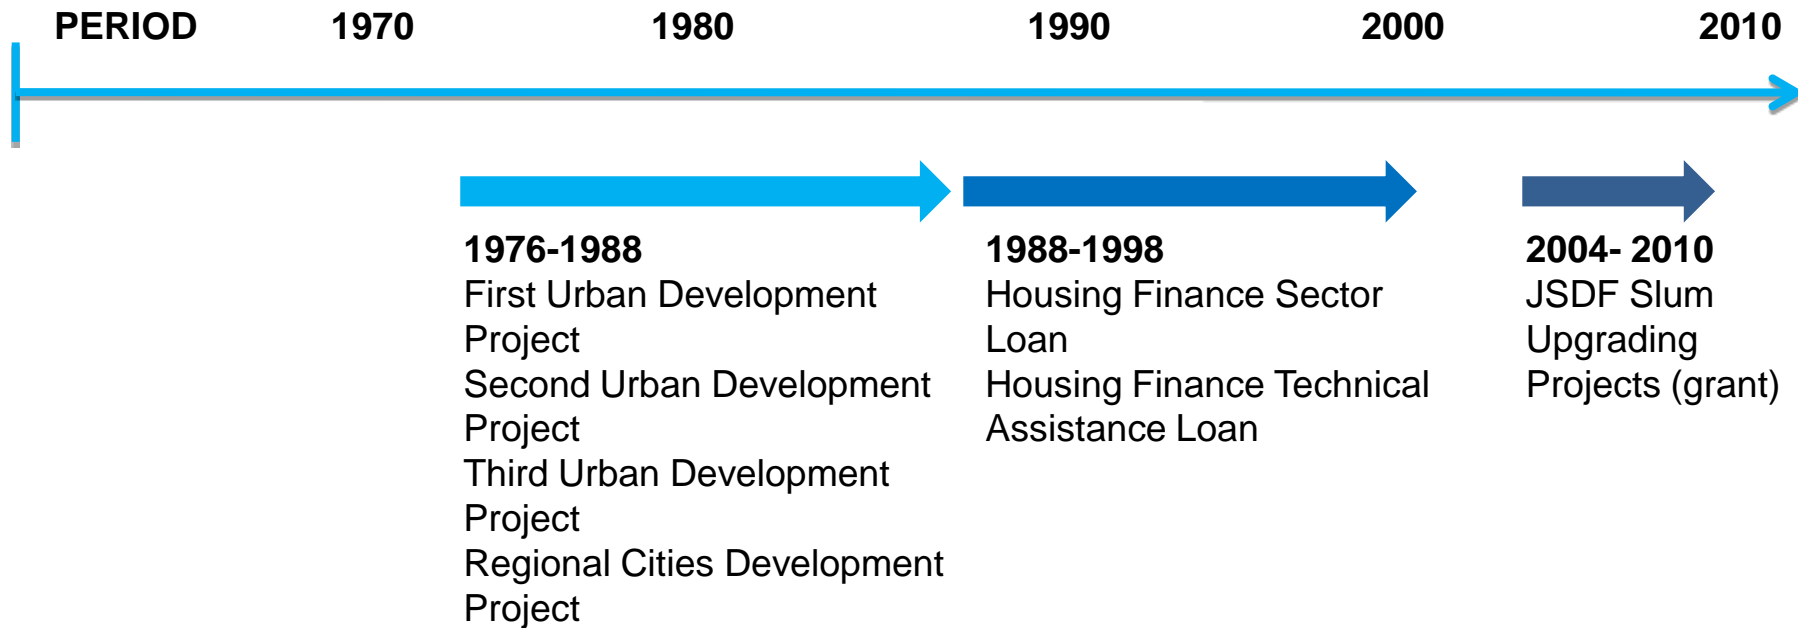 PERIOD 1970 1980 1990 2000 2010
1976-1988
First Urban Development
Project
Second Urban Development
Project
Third Urban Development
Project
Regional Cities Development
Project
1988-1998
Housing Finance Sector
Loan
Housing Finance Technical
Assistance Loan
2004- 2010
JSDF Slum
Upgrading
Projects (grant)